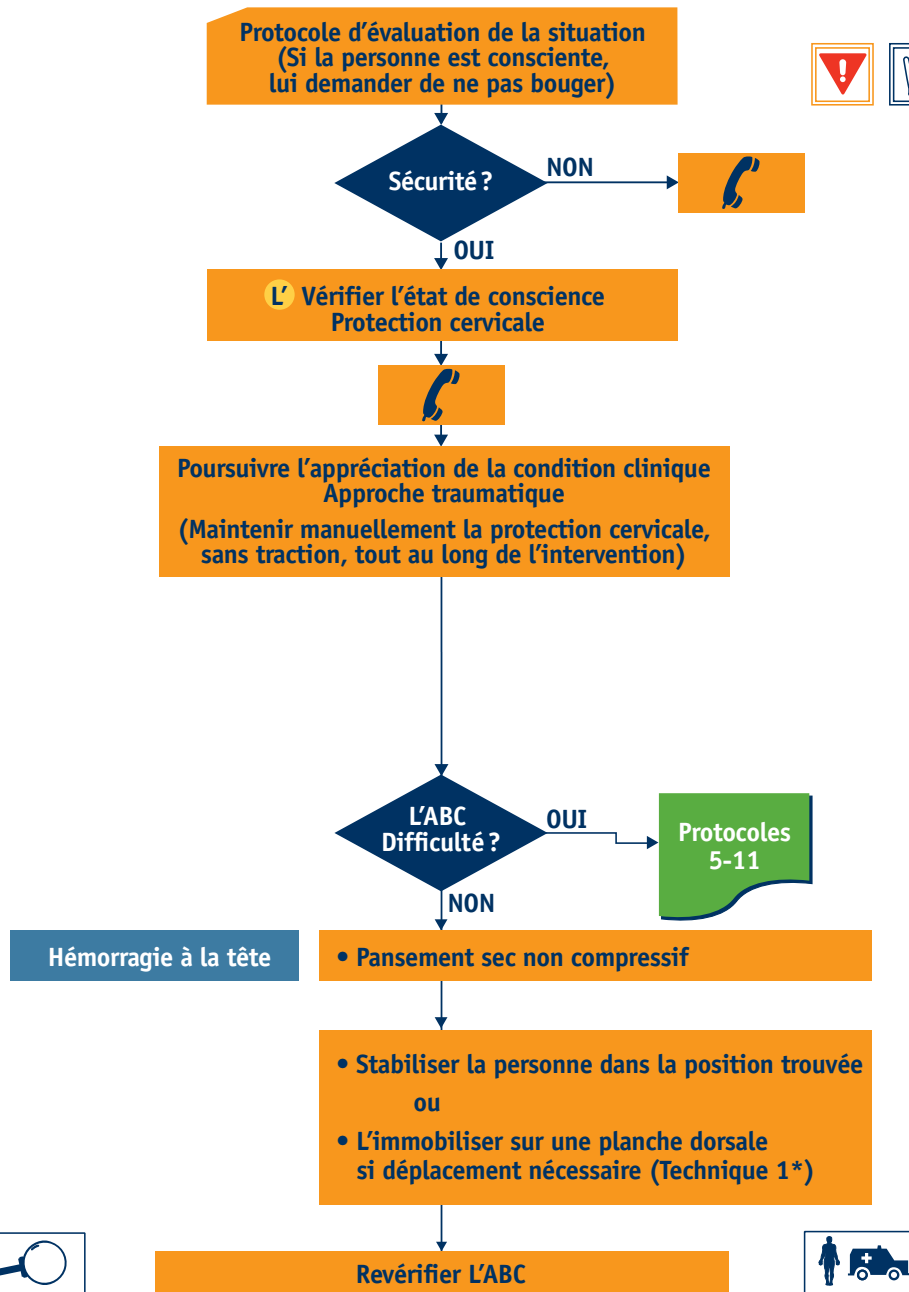 Protocole d'évaluation de la situation
(Si la personne est consciente,
lui demander de ne pas bouger)
!
Sécurité ?
NON
OUI
L' Vérifier l'état de conscience
Protection cervicale
Poursuivre l'appréciation de la condition clinique
Approche traumatique
(Maintenir manuellement la protection cervicale,
sans traction, tout au long de l'intervention)
L'ABC
Difficulté ?
OUI
Protocoles
5-11
NON
Hémorragie à la tête
• Pansement sec non compressif
• Stabiliser la personne dans la position trouvée
ou
• L'immobiliser sur une planche dorsale
si déplacement nécessaire (Technique 1*)
Revérifier L'ABC